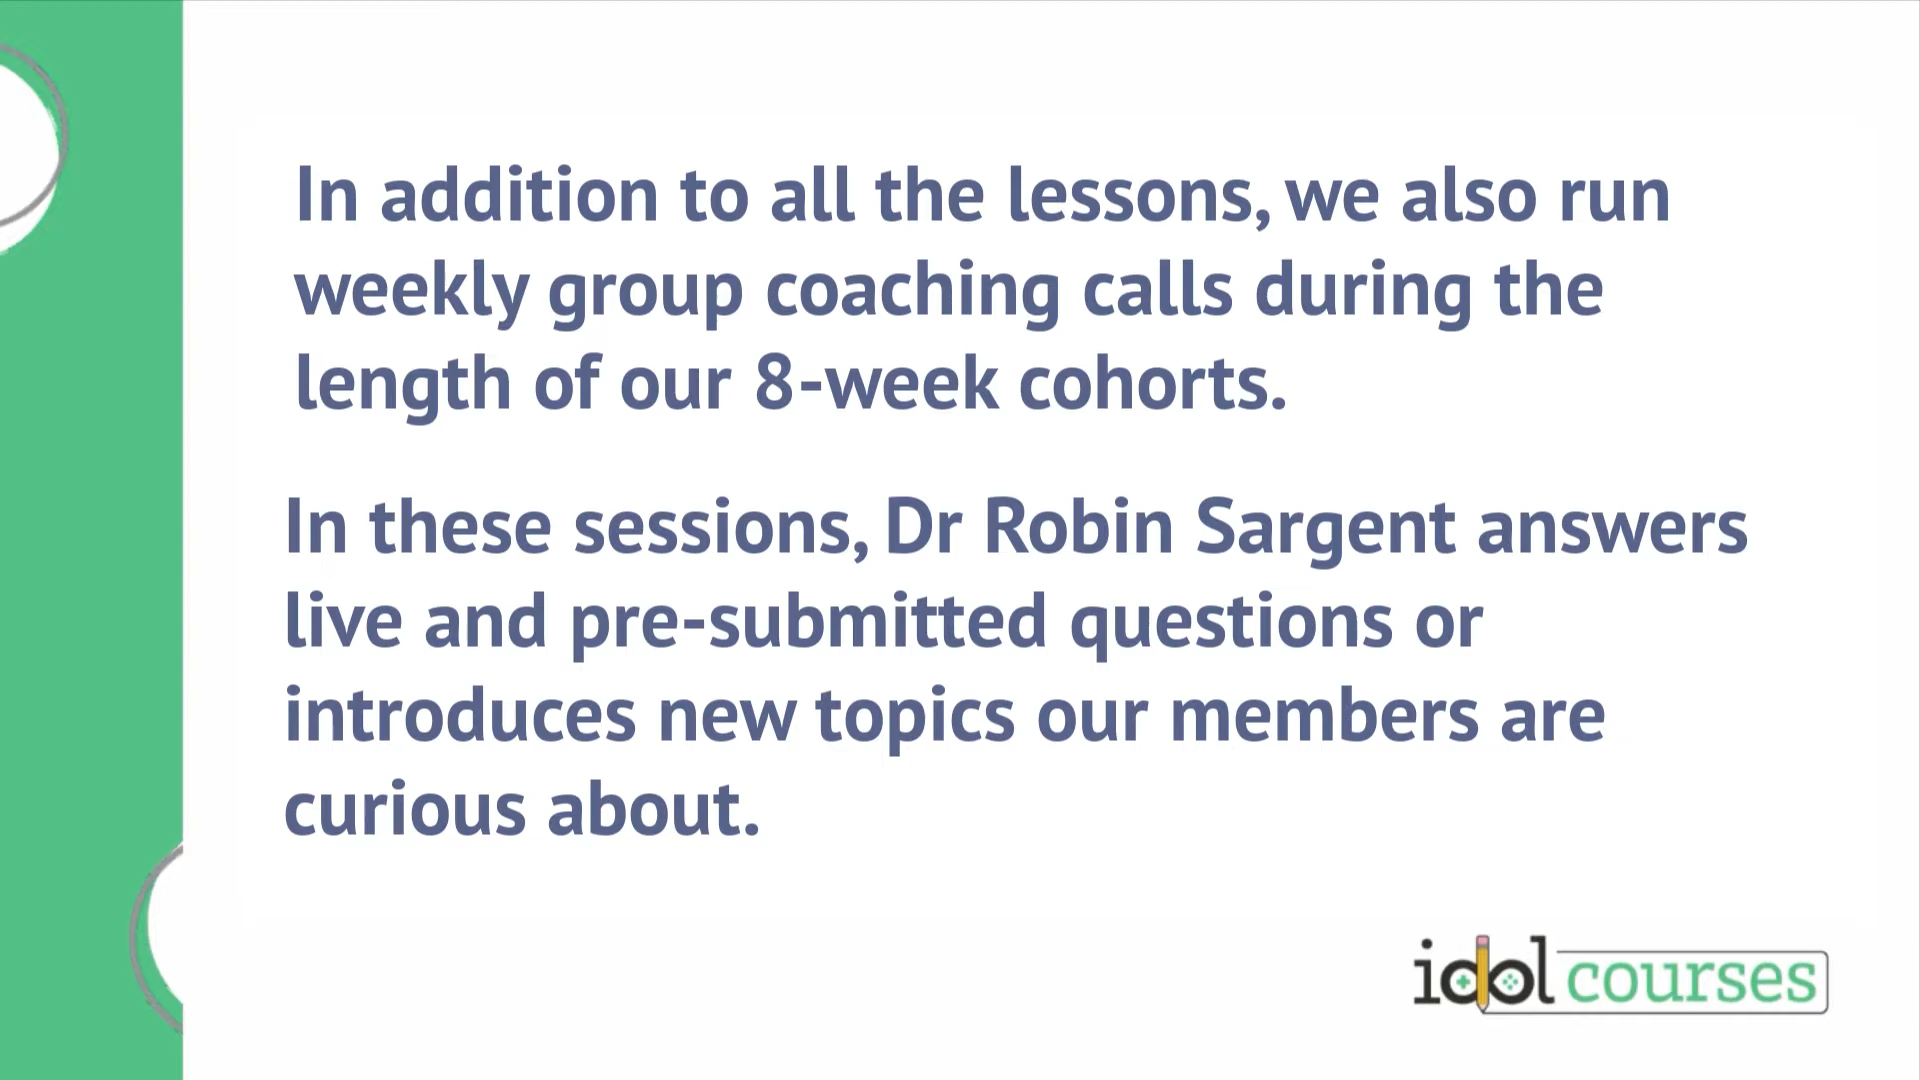 In addition to all the lessons, we also run
weekly group coaching calls during the
length of our 8-week cohorts.
In these sessions, Dr Robin Sargent answers
live and pre-submitted questions or
introduces new topics our members are
curious about.
idol courses